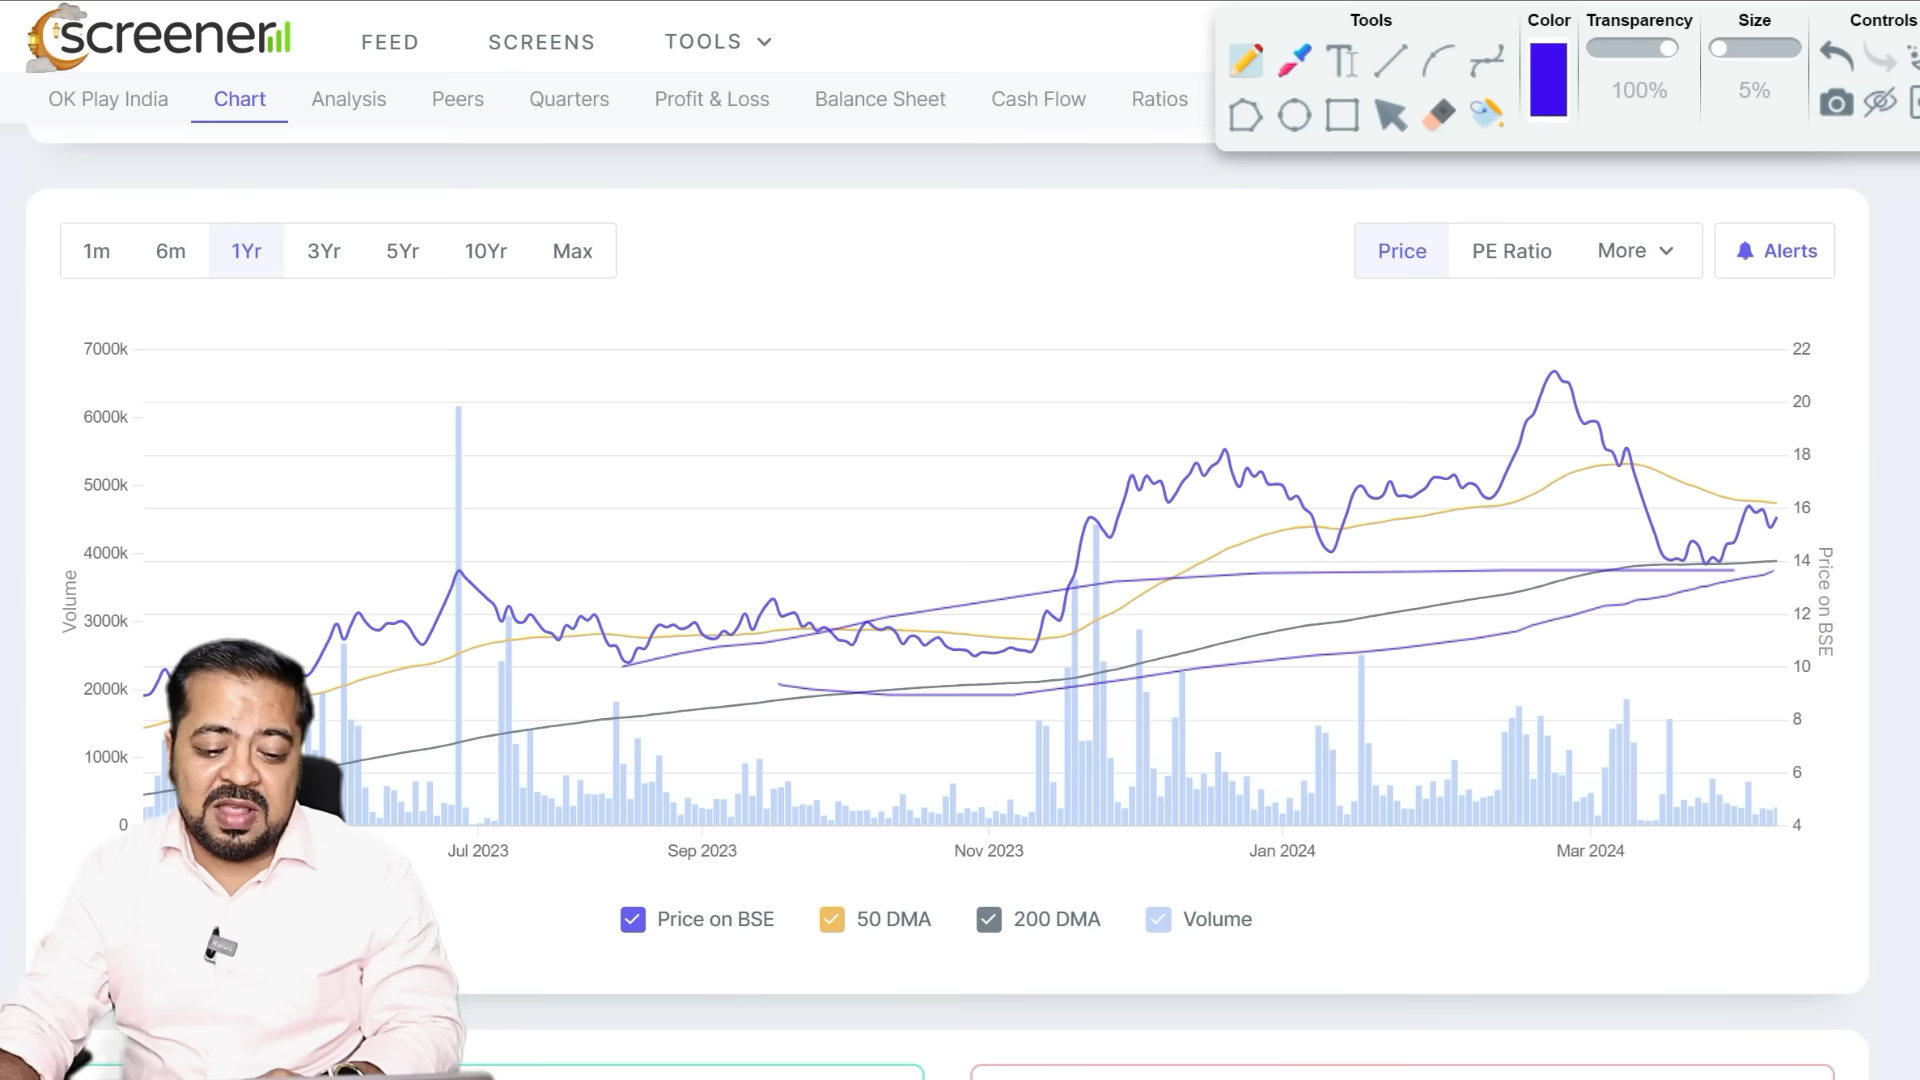 screener
FEED
SCREENS
TOOLS
Tools
Color
Transparency
Size
Controls
100%
5%
OK Play India
Chart
Analysis
Peers
Quarters
Profit & Loss
Balance Sheet
Cash Flow
Ratios
1m
6m
1Yr
3Yr
5Yr
10Yr
Max
Price
PE Ratio
More
Alerts
7000k
6000k
5000k
4000k
3000k
2000k
1000k
0
Volume
22
20
18
16
14
12
10
8
6
4
Price on BSE
Jul 2023
Sep 2023
Nov 2023
Jan 2024
Mar 2024
Price on BSE
50 DMA
200 DMA
Volume